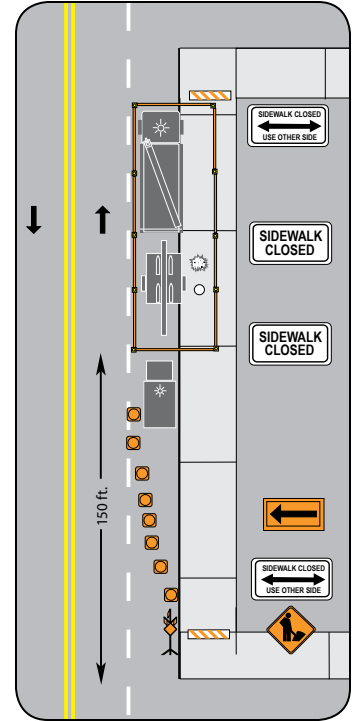 SIDEWALK CLOSED
USE OTHER SIDE
SIDEWALK
CLOSED
SIDEWALK
CLOSED
150 ft.
SIDEWALK CLOSED
USE OTHER SIDE